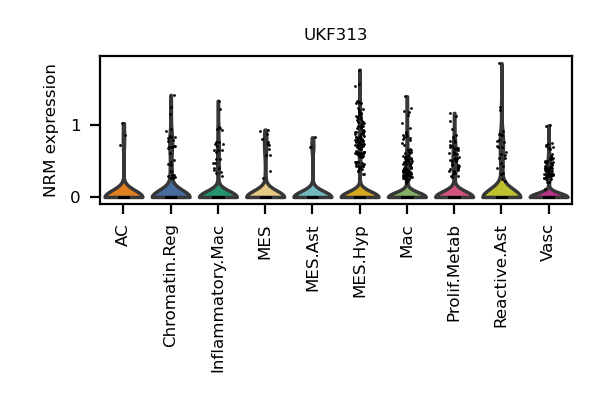 UKF313
NRM expression
1
0
AC
Chromatin.Reg
Inflammatory.Mac
MES
MES.Ast
MES.Hyp
Mac
Prolif.Metab
Reactive.Ast
Vasc